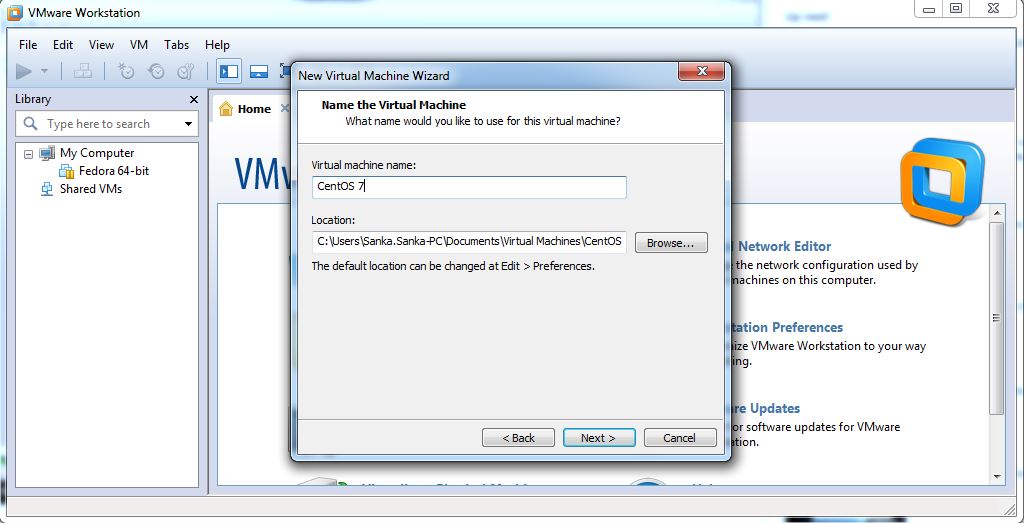 VMware Workstation
File Edit View VM Tabs Help
Library
Type here to search
My Computer
Fedora 64-bit
Shared VMs
Home
New Virtual Machine Wizard
Name the Virtual Machine
What name would you like to use for this virtual machine?
Virtual machine name:
CentOS 7
Location:
C:\Users\Sanka.Sanka-PC\Documents\Virtual Machines\CentOS
Browse...
The default location can be changed at Edit > Preferences.
< Back Next > Cancel
l Network Editor
the network configuration used by
machines on this computer.
tation Preferences
ize VMware Workstation to your way
ing.
re Updates
or software updates for VMware
ation.